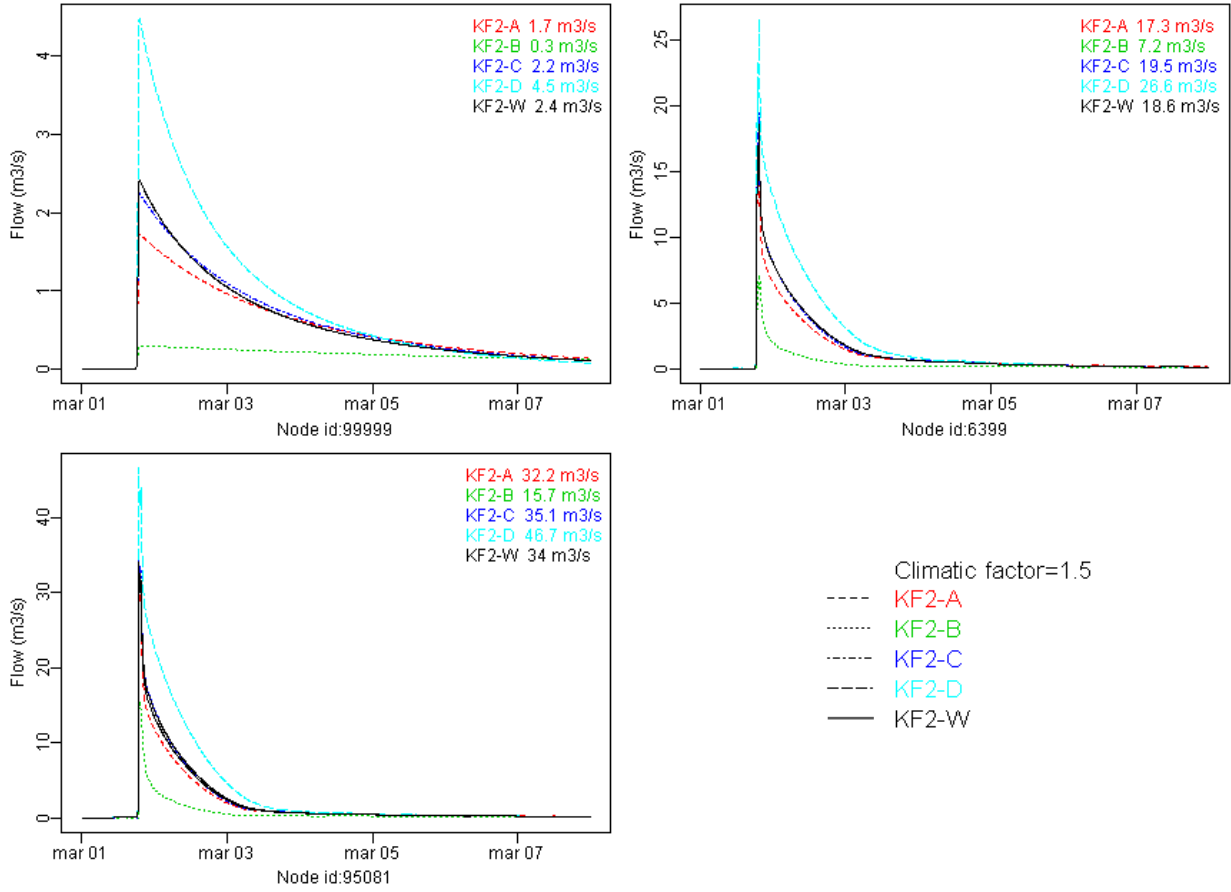 KF2-A 1.7 m3/s
KF2-B 0.3 m3/s
KF2-C 2.2 m3/s
KF2-D 4.5 m3/s
KF2-W 2.4 m3/s
Flow (m3/s)
4
3
2
1
0
mar 01 mar 03 mar 05 mar 07
Node id:99999
KF2-A 17.3 m3/s
KF2-B 7.2 m3/s
KF2-C 19.5 m3/s
KF2-D 26.6 m3/s
KF2-W 18.6 m3/s
Flow (m3/s)
25
20
15
10
5
0
mar 01 mar 03 mar 05 mar 07
Node id:6399
KF2-A 32.2 m3/s
KF2-B 15.7 m3/s
KF2-C 35.1 m3/s
KF2-D 46.7 m3/s
KF2-W 34 m3/s
Flow (m3/s)
40
30
20
10
0
mar 01 mar 03 mar 05 mar 07
Node id:95081
Climatic factor=1.5
KF2-A
KF2-B
KF2-C
KF2-D
KF2-W